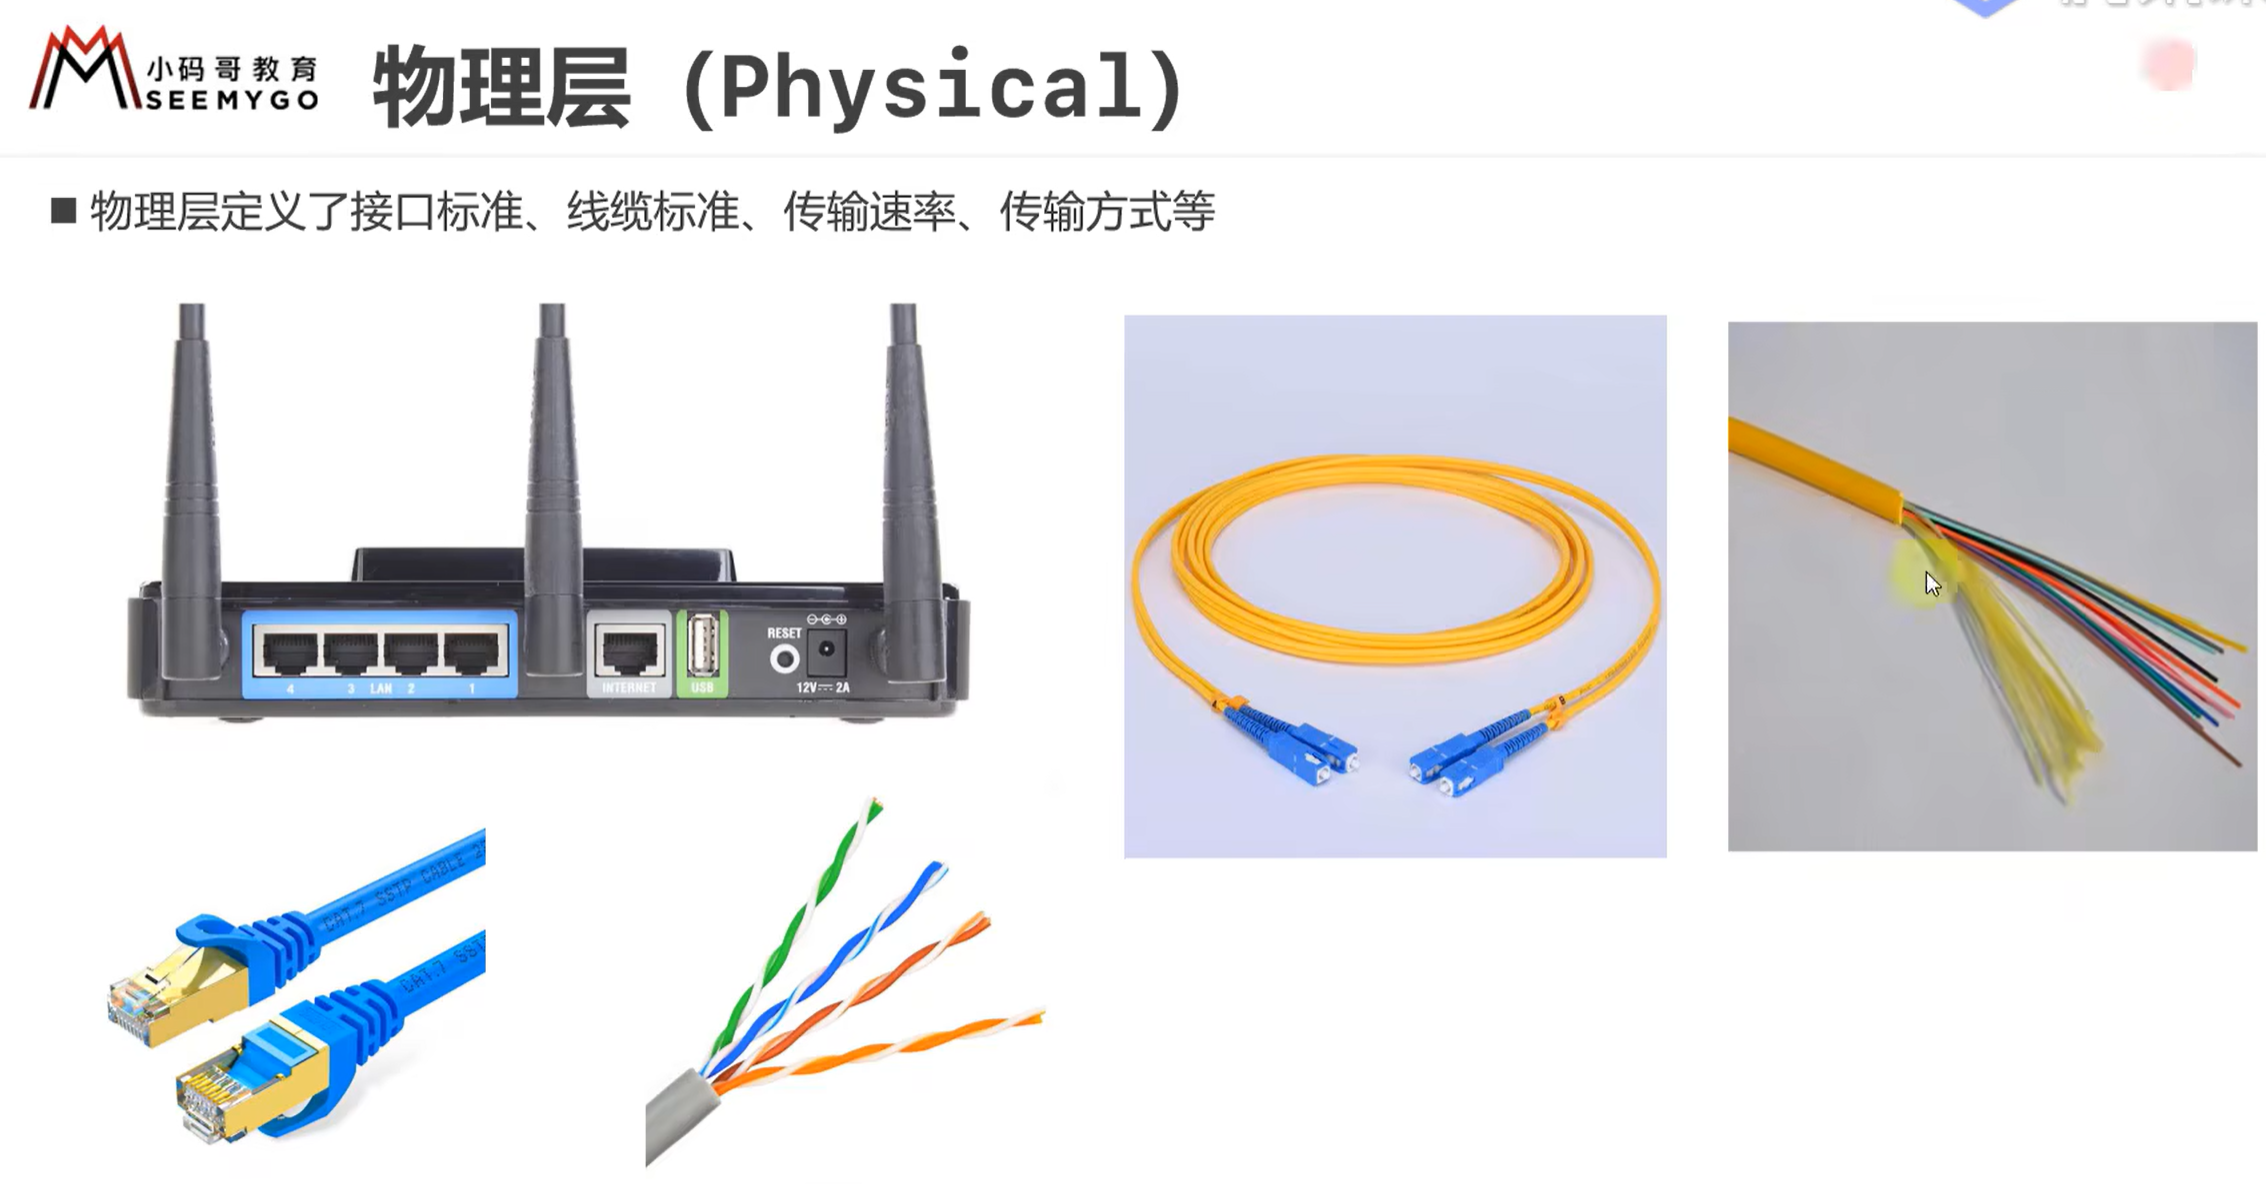 小码哥教育
SEEMYGO
物理层（Physical）
■ 物理层定义了接口标准、线缆标准、传输速率、传输方式等
RESET
4 3 LAN 2 1
INTERNET
USB
12V 2A
CAT.7 SSTP CABLE
CAT.7 SST